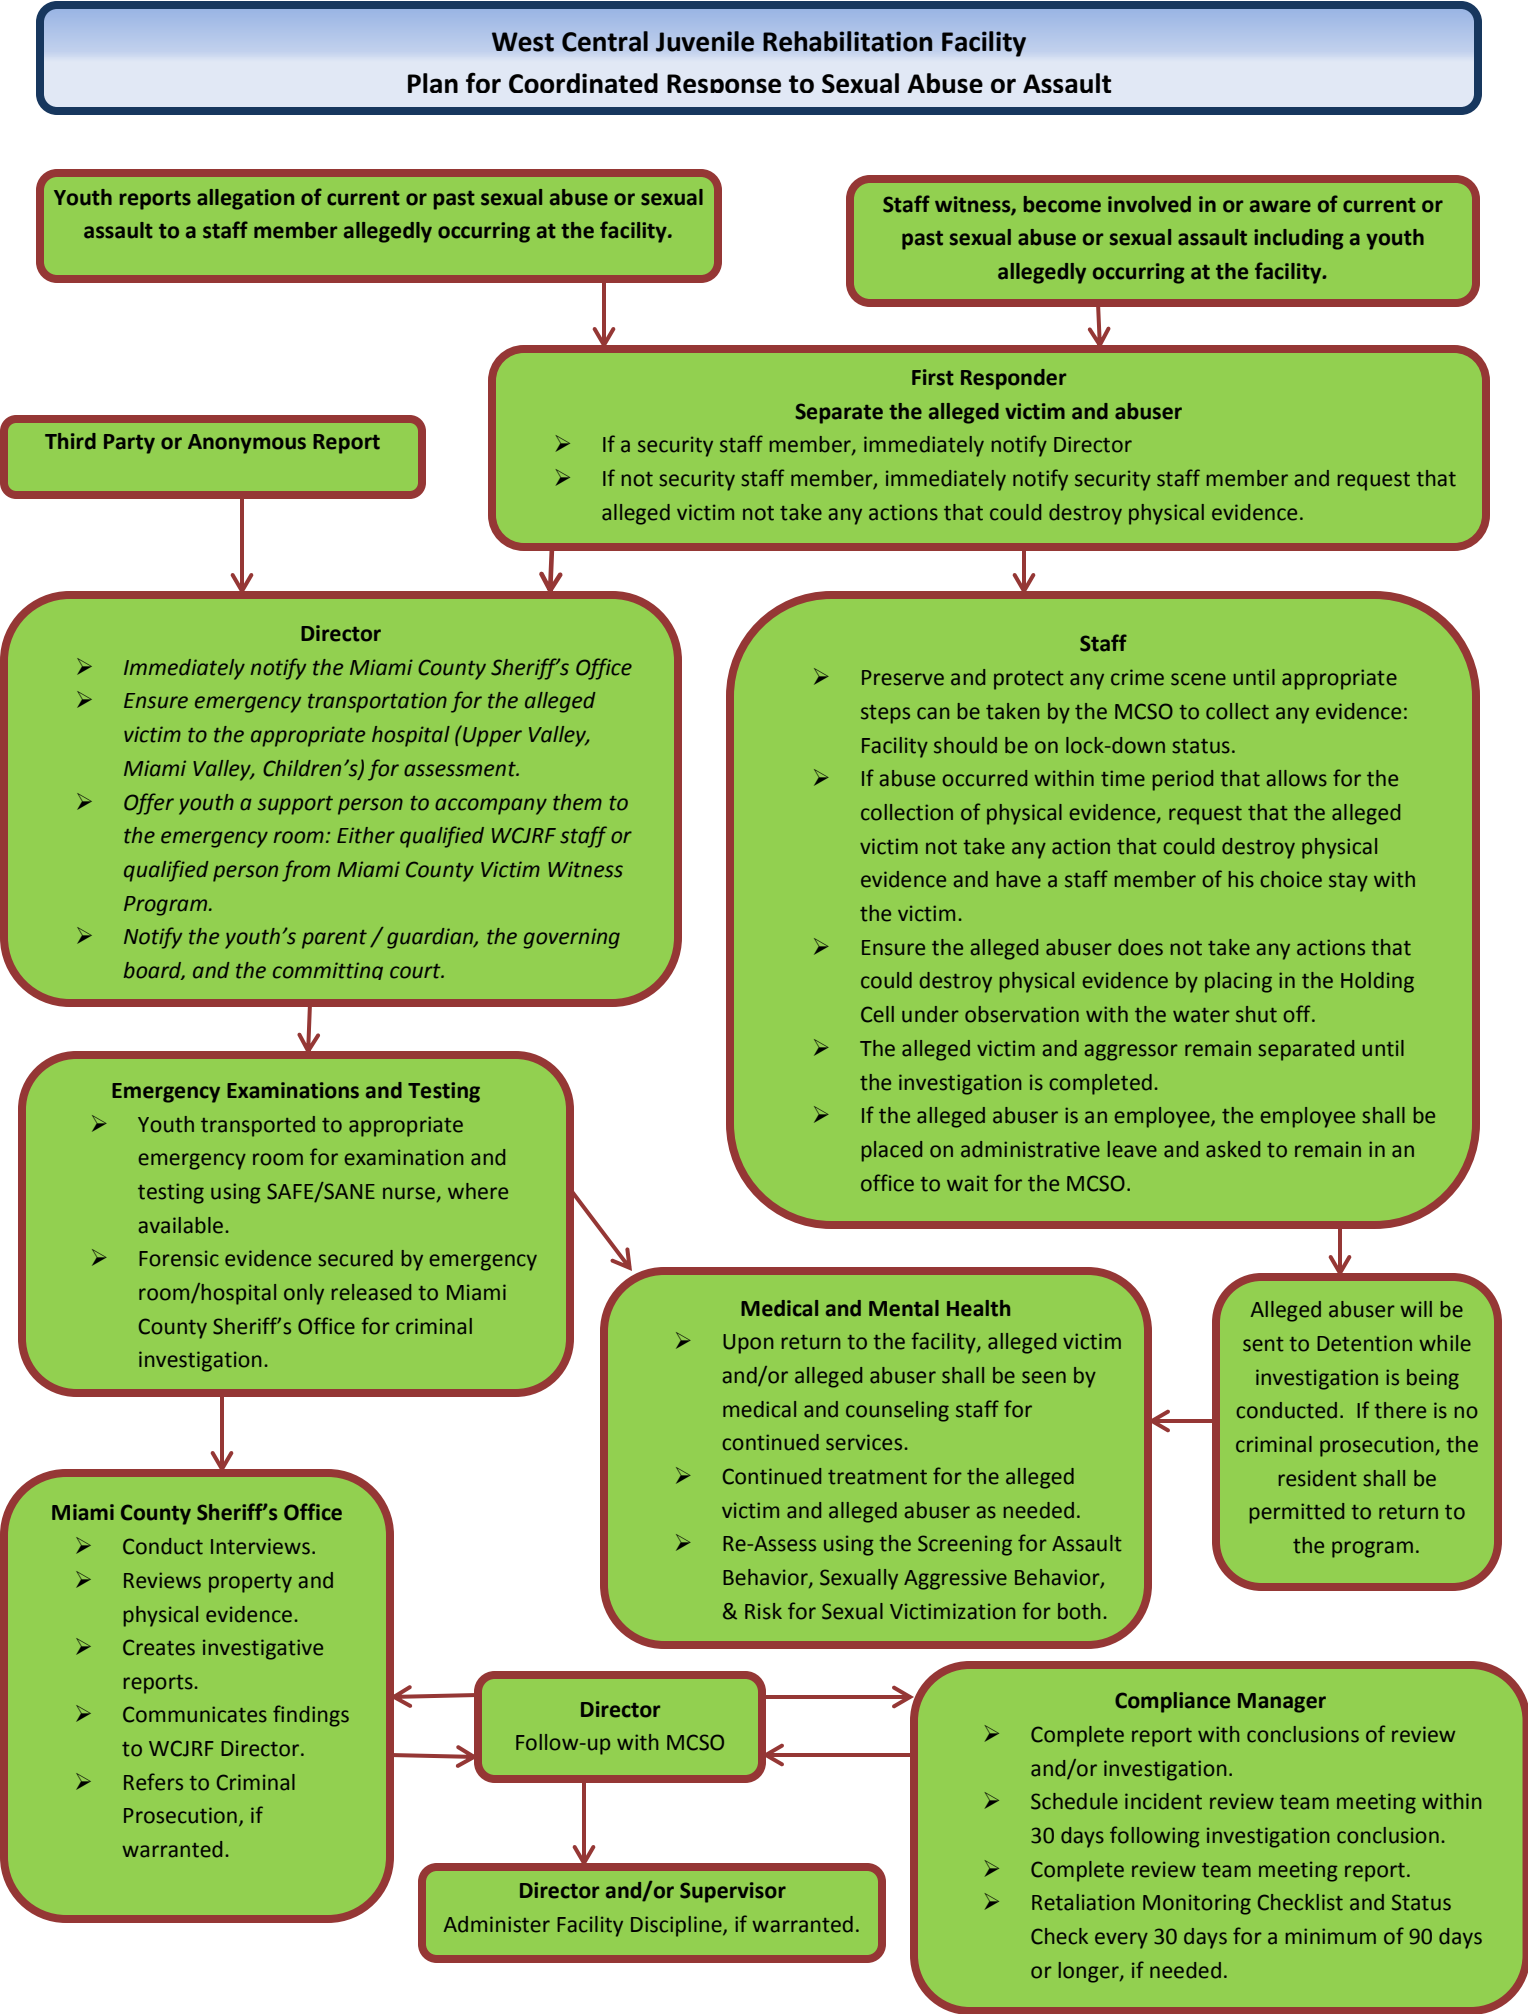 West Central Juvenile Rehabilitation Facility
Plan for Coordinated Response to Sexual Abuse or Assault
Youth reports allegation of current or past sexual abuse or sexual
assault to a staff member allegedly occurring at the facility.
Staff witness, become involved in or aware of current or
past sexual abuse or sexual assault including a youth
allegedly occurring at the facility.
First Responder
Separate the alleged victim and abuser
➢ If a security staff member, immediately notify Director
➢ If not security staff member, immediately notify security staff member and request that
alleged victim not take any actions that could destroy physical evidence.
Third Party or Anonymous Report
Director
➢ Immediately notify the Miami County Sheriff's Office
➢ Ensure emergency transportation for the alleged
victim to the appropriate hospital (Upper Valley,
Miami Valley, Children's) for assessment.
➢ Offer youth a support person to accompany them to
the emergency room: Either qualified WCJRF staff or
qualified person from Miami County Victim Witness
Program.
➢ Notify the youth's parent / guardian, the governing
board, and the committing court.
Staff
➢ Preserve and protect any crime scene until appropriate
steps can be taken by the MCSO to collect any evidence:
Facility should be on lock-down status.
➢ If abuse occurred within time period that allows for the
collection of physical evidence, request that the alleged
victim not take any action that could destroy physical
evidence and have a staff member of his choice stay with
the victim.
➢ Ensure the alleged abuser does not take any actions that
could destroy physical evidence by placing in the Holding
Cell under observation with the water shut off.
➢ The alleged victim and aggressor remain separated until
the investigation is completed.
➢ If the alleged abuser is an employee, the employee shall be
placed on administrative leave and asked to remain in an
office to wait for the MCSO.
Emergency Examinations and Testing
➢ Youth transported to appropriate
emergency room for examination and
testing using SAFE/SANE nurse, where
available.
➢ Forensic evidence secured by emergency
room/hospital only released to Miami
County Sheriff's Office for criminal
investigation.
Medical and Mental Health
➢ Upon return to the facility, alleged victim
and/or alleged abuser shall be seen by
medical and counseling staff for
continued services.
➢ Continued treatment for the alleged
victim and alleged abuser as needed.
➢ Re-Assess using the Screening for Assault
Behavior, Sexually Aggressive Behavior,
& Risk for Sexual Victimization for both.
Alleged abuser will be
sent to Detention while
investigation is being
conducted. If there is no
criminal prosecution, the
resident shall be
permitted to return to
the program.
Miami County Sheriff's Office
➢ Conduct Interviews.
➢ Reviews property and
physical evidence.
➢ Creates investigative
reports.
➢ Communicates findings
to WCJRF Director.
➢ Refers to Criminal
Prosecution, if
warranted.
Director
Follow-up with MCSO
Director and/or Supervisor
Administer Facility Discipline, if warranted.
Compliance Manager
➢ Complete report with conclusions of review
and/or investigation.
➢ Schedule incident review team meeting within
30 days following investigation conclusion.
➢ Complete review team meeting report.
➢ Retaliation Monitoring Checklist and Status
Check every 30 days for a minimum of 90 days
or longer, if needed.